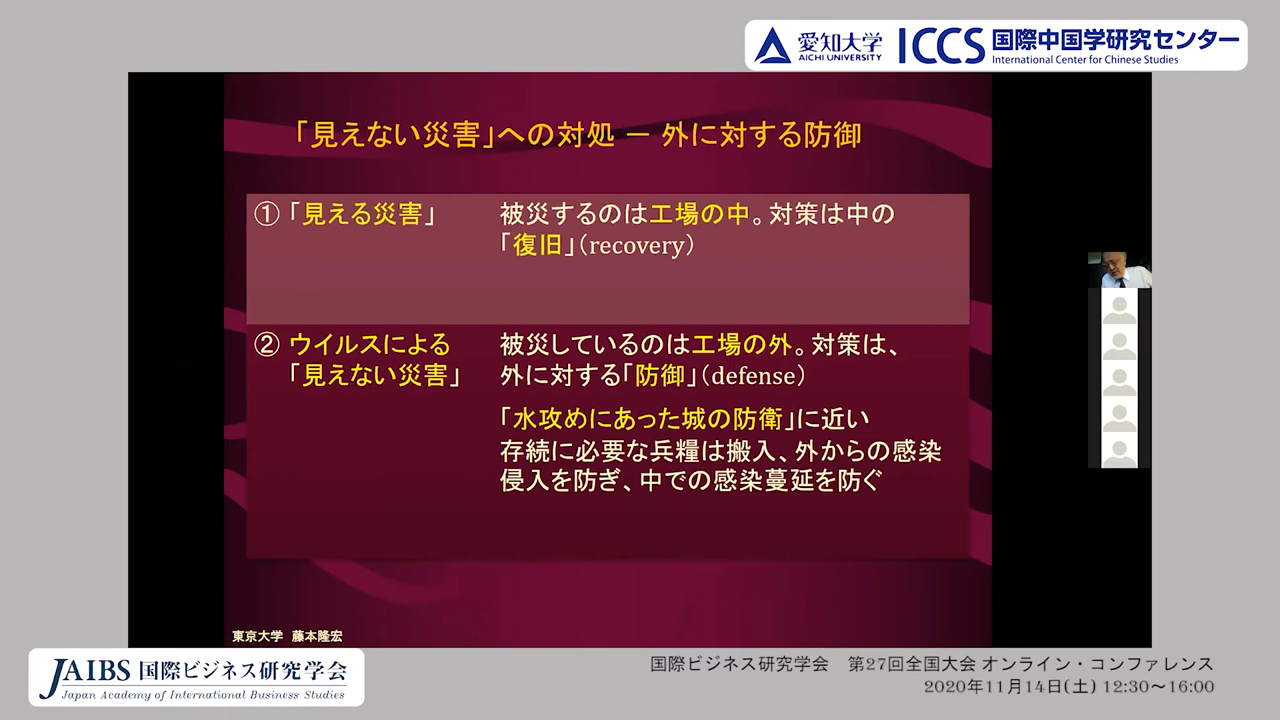 愛知大学
AICHI UNIVERSITY
ICCS 国際中国学研究センター
International Center for Chinese Studies
「見えない災害」への対処 － 外に対する防御
① 「見える災害」
被災するのは工場の中。対策は中の
「復旧」（recovery）
② ウイルスによる
「見えない災害」
被災しているのは工場の外。対策は、
外に対する「防御」（defense）
「水攻めにあった城の防衛」に近い
存続に必要な兵糧は搬入、外からの感染
侵入を防ぎ、中での感染蔓延を防ぐ
東京大学 藤本隆宏
JAIBS 国際ビジネス研究学会
Japan Academy of International Business Studies
国際ビジネス研究学会 第27回全国大会 オンライン・コンファレンス
2020年11月14日(土) 12:30〜16:00